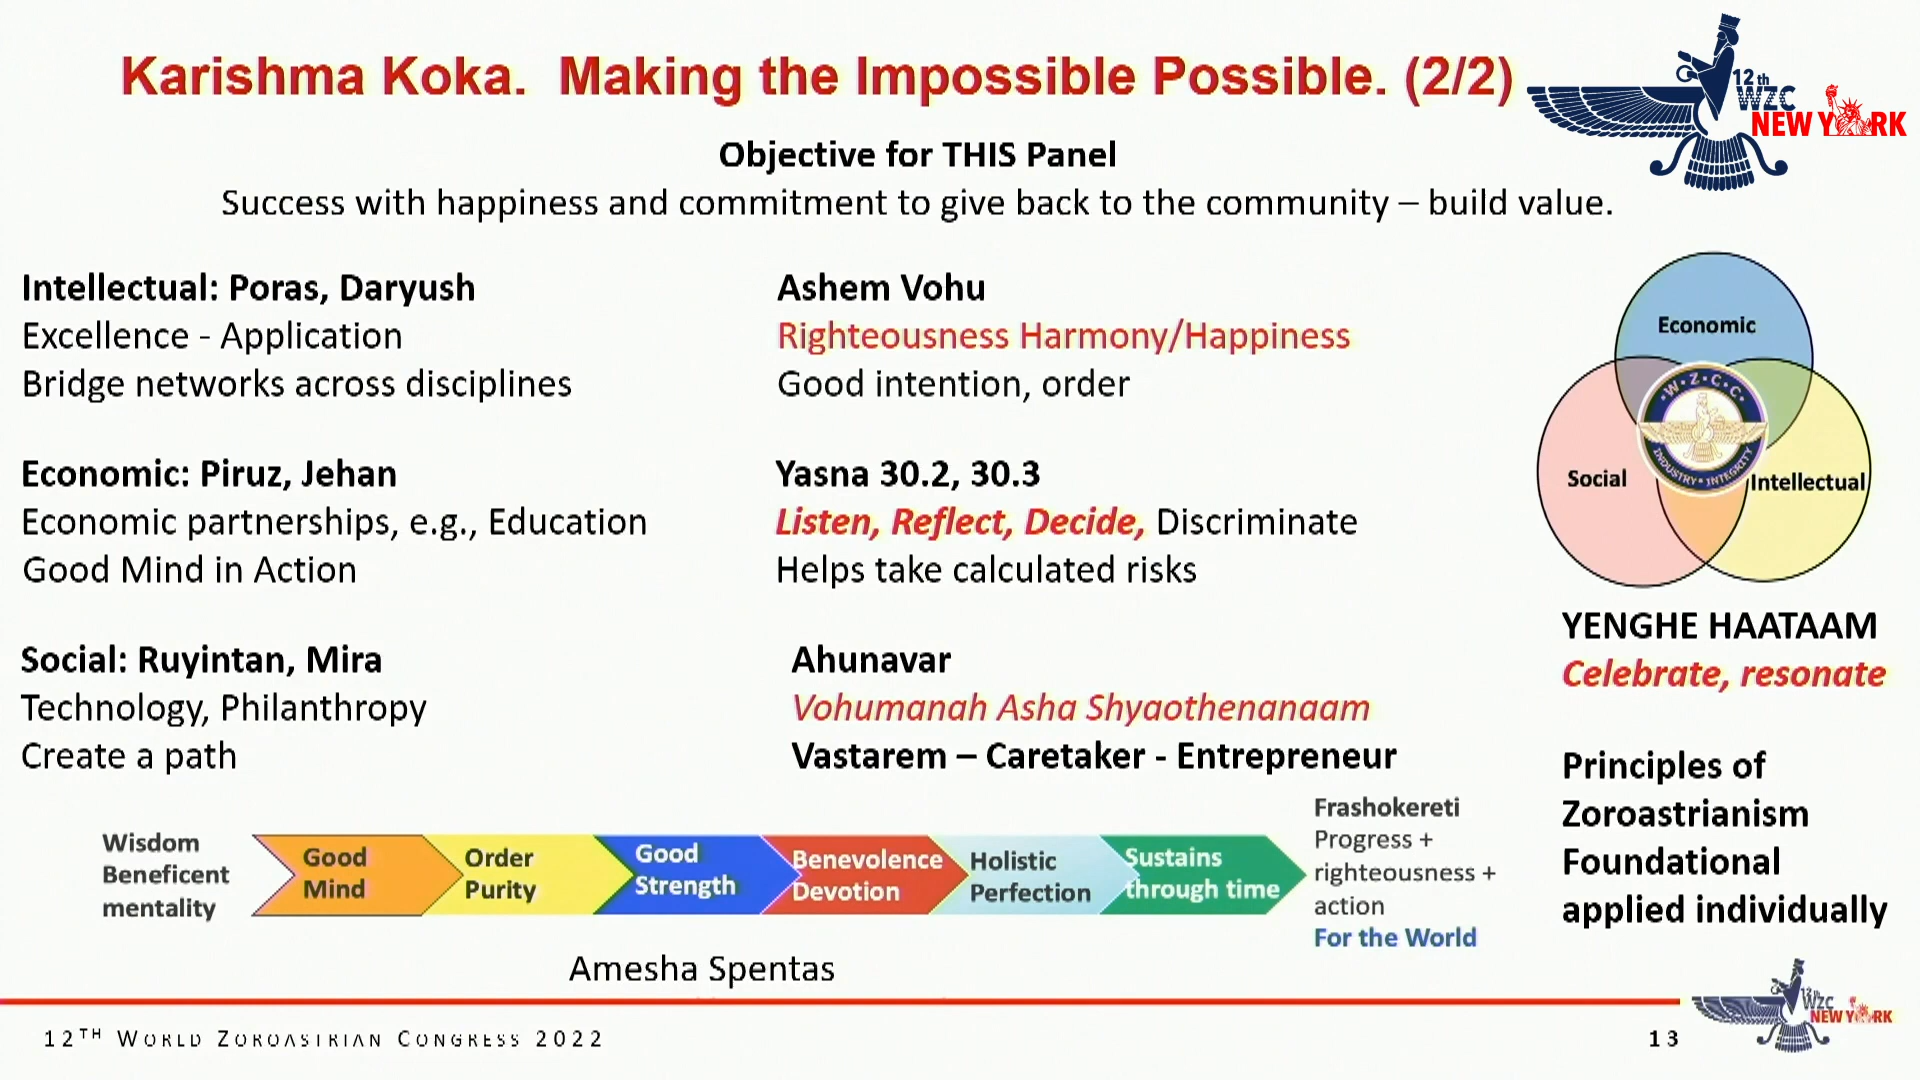 Karishma Koka.  Making the Impossible Possible. (2/2)
12th
WZC
NEW YORK
Objective for THIS Panel
Success with happiness and commitment to give back to the community – build value.
Intellectual: Poras, Daryush
Excellence - Application
Bridge networks across disciplines
Ashem Vohu
Righteousness Harmony/Happiness
Good intention, order
Economic: Piruz, Jehan
Economic partnerships, e.g., Education
Good Mind in Action
Yasna 30.2, 30.3
Listen, Reflect, Decide, Discriminate
Helps take calculated risks
Social: Ruyintan, Mira
Technology, Philanthropy
Create a path
Ahunavar
Vohumanah Asha Shyaothenanaam
Vastarem – Caretaker - Entrepreneur
Economic
Social
Intellectual
W·Z·C·C·
INDUSTRY· INTEGRITY
YENGHE HAATAAM
Celebrate, resonate
Principles of
Zoroastrianism
Foundational
applied individually
Wisdom
Beneficent
mentality
Good
Mind
Order
Purity
Good
Strength
Benevolence
Devotion
Holistic
Perfection
Sustains
through time
Frashokereti
Progress +
righteousness +
action
For the World
Amesha Spentas
12TH WORLD ZOROASTRIAN CONGRESS 2022
13
12th
WZC
NEW YORK